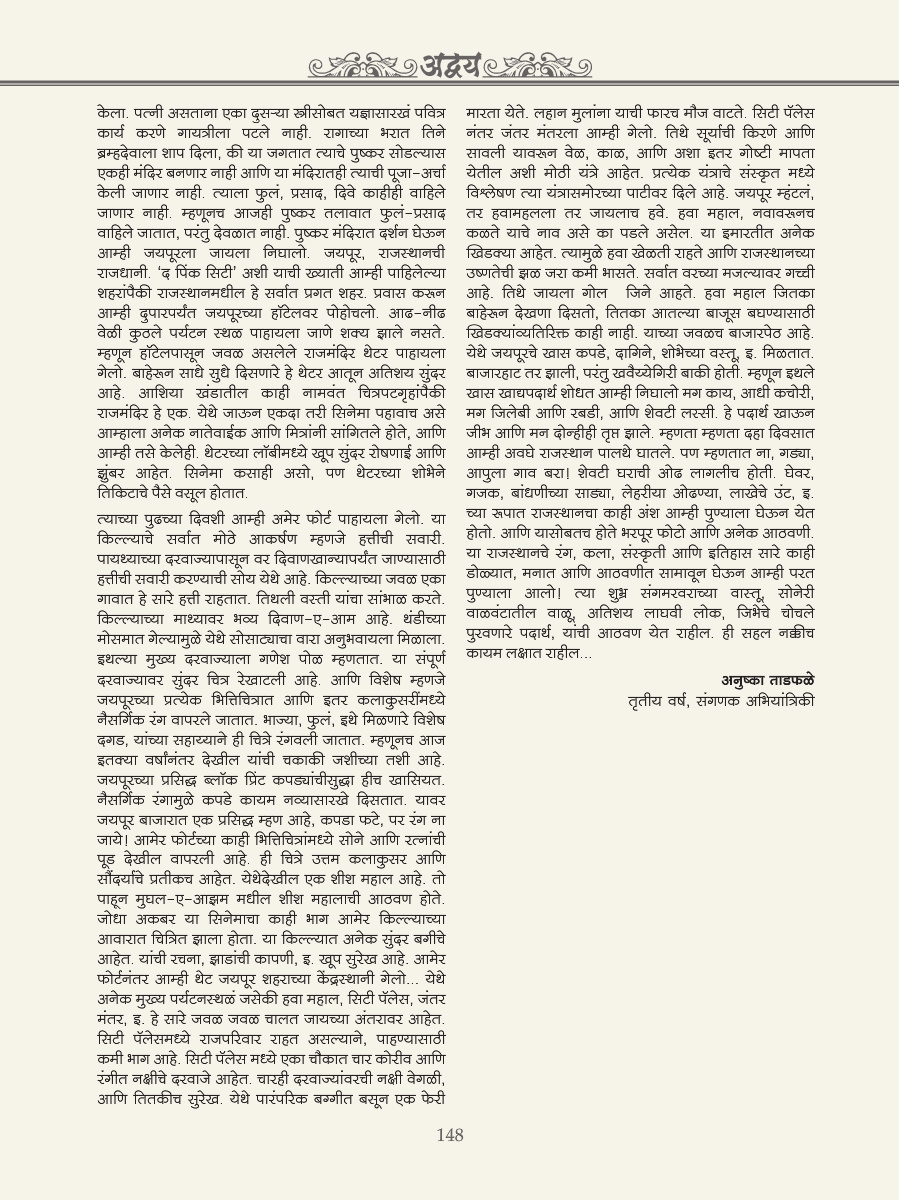 अद्वय
केला. पत्नी असताना एका दुसऱ्या स्त्रीसोबत यज्ञासारखं पवित्र
कार्य करणे गायत्रीला पटले नाही. रागाच्या भरात तिने
ब्रम्हदेवाला शाप दिला, की या जगतात त्याचे पुष्कर सोडल्यास
एकही मंदिर बनणार नाही आणि या मंदिरातही त्याची पूजा-अर्चा
केली जाणार नाही. त्याला फुलं, प्रसाद, दिवे काहीही वाहिले
जाणार नाही. म्हणूनच आजही पुष्कर तलावात फुलं-प्रसाद
वाहिले जातात, परंतु देवळात नाही. पुष्कर मंदिरात दर्शन घेऊन
आम्ही जयपूरला जायला निघालो. जयपूर, राजस्थानची
राजधानी. 'द पिंक सिटी' अशी याची ख्याती आम्ही पाहिलेल्या
शहरांपैकी राजस्थानमधील हे सर्वात प्रगत शहर. प्रवास करून
आम्ही दुपारपर्यंत जयपूरच्या हॉटेलवर पोहोचलो. आढ-नीढ
वेळी कुठले पर्यटन स्थळ पाहायला जाणे शक्य झाले नसते.
म्हणून हॉटेलपासून जवळ असलेले राजमंदिर थेटर पाहायला
गेलो. बाहेरून साधे सुधे दिसणारे हे थेटर आतून अतिशय सुंदर
आहे. आशिया खंडातील काही नामवंत चित्रपटगृहांपैकी
राजमंदिर हे एक. येथे जाऊन एकदा तरी सिनेमा पहावाच असे
आम्हाला अनेक नातेवाईक आणि मित्रांनी सांगितले होते, आणि
आम्ही तसे केलेही. थेटरच्या लॉबीमध्ये खूप सुंदर रोषणाई आणि
झुंबर आहेत. सिनेमा कसाही असो, पण थेटरच्या शोभेने
तिकिटाचे पैसे वसूल होतात.
त्याच्या पुढच्या दिवशी आम्ही अमेर फोर्ट पाहायला गेलो. या
किल्ल्याचे सर्वात मोठे आकर्षण म्हणजे हत्तीची सवारी.
पायथ्याच्या दरवाज्यापासून वर दिवाणखान्यापर्यंत जाण्यासाठी
हत्तीची सवारी करण्याची सोय येथे आहे. किल्ल्याच्या जवळ एका
गावात हे सारे हत्ती राहतात. तिथली वस्ती यांचा सांभाळ करते.
किल्ल्याच्या माथ्यावर भव्य दिवाण-ए-आम आहे. थंडीच्या
मोसमात गेल्यामुळे येथे सोसाट्याचा वारा अनुभवायला मिळाला.
इथल्या मुख्य दरवाज्याला गणेश पोळ म्हणतात. या संपूर्ण
दरवाज्यावर सुंदर चित्र रेखाटली आहे. आणि विशेष म्हणजे
जयपूरच्या प्रत्येक भित्तिचित्रात आणि इतर कलाकुसरींमध्ये
नैसर्गिक रंग वापरले जातात. भाज्या, फुलं, इथे मिळणारे विशेष
दगड, यांच्या सहाय्याने ही चित्रे रंगवली जातात. म्हणूनच आज
इतक्या वर्षांनंतर देखील यांची चकाकी जशीच्या तशी आहे.
जयपूरच्या प्रसिद्ध ब्लॉक प्रिंट कपड्यांचीसुद्धा हीच खासियत.
नैसर्गिक रंगामुळे कपडे कायम नव्यासारखे दिसतात. यावर
जयपूर बाजारात एक प्रसिद्ध म्हण आहे, कपडा फटे, पर रंग ना
जाये! आमेर फोर्टच्या काही भित्तिचित्रांमध्ये सोने आणि रत्नांची
पूड देखील वापरली आहे. ही चित्रे उत्तम कलाकुसर आणि
सौंदर्याचे प्रतीकच आहेत. येथेदेखील एक शीश महाल आहे. तो
पाहून मुघल-ए-आझम मधील शीश महालाची आठवण होते.
जोधा अकबर या सिनेमाचा काही भाग आमेर किल्ल्याच्या
आवारात चित्रित झाला होता. या किल्ल्यात अनेक सुंदर बगीचे
आहेत. यांची रचना, झाडांची कापणी, इ. खूप सुरेख आहे. आमेर
फोर्टनंतर आम्ही थेट जयपूर शहराच्या केंद्रस्थानी गेलो... येथे
अनेक मुख्य पर्यटनस्थळं जसेकी हवा महाल, सिटी पॅलेस, जंतर
मंतर, इ. हे सारे जवळ जवळ चालत जायच्या अंतरावर आहेत.
सिटी पॅलेसमध्ये राजपरिवार राहत असल्याने, पाहण्यासाठी
कमी भाग आहे. सिटी पॅलेस मध्ये एका चौकात चार कोरीव आणि
रंगीत नक्षीचे दरवाजे आहेत. चारही दरवाज्यांवरची नक्षी वेगळी,
आणि तितकीच सुरेख. येथे पारंपरिक बग्गीत बसून एक फेरी
मारता येते. लहान मुलांना याची फारच मौज वाटते. सिटी पॅलेस
नंतर जंतर मंतरला आम्ही गेलो. तिथे सूर्याची किरणे आणि
सावली यावरून वेळ, काळ, आणि अशा इतर गोष्टी मापता
येतील अशी मोठी यंत्रे आहेत. प्रत्येक यंत्राचे संस्कृत मध्ये
विश्लेषण त्या यंत्रासमोरच्या पाटीवर दिले आहे. जयपूर म्हंटलं,
तर हवामहलला तर जायलाच हवे. हवा महाल, नवावरूनच
कळते याचे नाव असे का पडले असेल. या इमारतीत अनेक
खिडक्या आहेत. त्यामुळे हवा खेळती राहते आणि राजस्थानच्या
उष्णतेची झळ जरा कमी भासते. सर्वात वरच्या मजल्यावर गच्ची
आहे. तिथे जायला गोल जिने आहते. हवा महाल जितका
बाहेरून देखणा दिसतो, तितका आतल्या बाजूस बघण्यासाठी
खिडक्यांव्यतिरिक्त काही नाही. याच्या जवळच बाजारपेठ आहे.
येथे जयपूरचे खास कपडे, दागिने, शोभेच्या वस्तू, इ. मिळतात.
बाजारहाट तर झाली, परंतु खवैय्येगिरी बाकी होती. म्हणून इथले
खास खाद्यपदार्थ शोधत आम्ही निघालो मग काय, आधी कचोरी,
मग जिलेबी आणि रबडी, आणि शेवटी लस्सी. हे पदार्थ खाऊन
जीभ आणि मन दोन्हीही तृप्त झाले. म्हणता म्हणता दहा दिवसात
आम्ही अवघे राजस्थान पालथे घातले. पण म्हणतात ना, गड्या,
आपुला गाव बरा! शेवटी घराची ओढ लागलीच होती. घेवर,
गजक, बांधणीच्या साड्या, लेहरीया ओढण्या, लाखेचे उंट, इ.
च्या रूपात राजस्थानचा काही अंश आम्ही पुण्याला घेऊन येत
होतो. आणि यासोबतच होते भरपूर फोटो आणि अनेक आठवणी.
या राजस्थानचे रंग, कला, संस्कृती आणि इतिहास सारे काही
डोळ्यात, मनात आणि आठवणीत सामावून घेऊन आम्ही परत
पुण्याला आलो! त्या शुभ्र संगमरवराच्या वास्तू, सोनेरी
वाळवंटातील वाळू, अतिशय लाघवी लोक, जिभेचे चोचले
पुरवणारे पदार्थ, यांची आठवण येत राहील. ही सहल नक्कीच
कायम लक्षात राहील...
अनुष्का ताडफळे
तृतीय वर्ष, संगणक अभियांत्रिकी
148